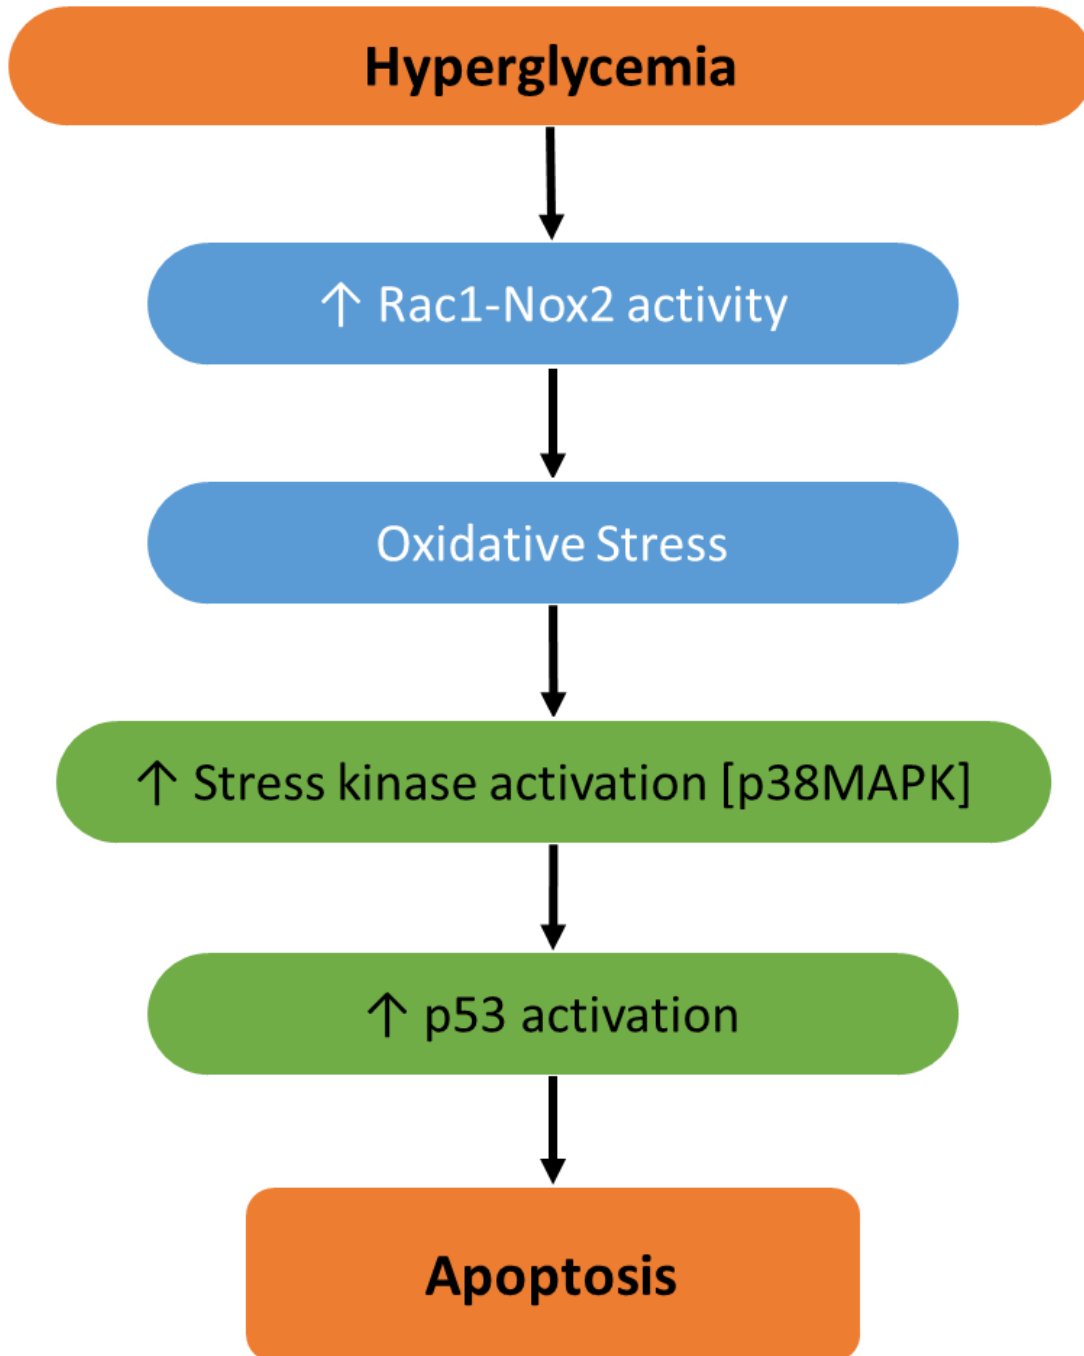 Hyperglycemia
↑ Rac1-Nox2 activity
Oxidative Stress
↑ Stress kinase activation [p38MAPK]
↑ p53 activation
Apoptosis